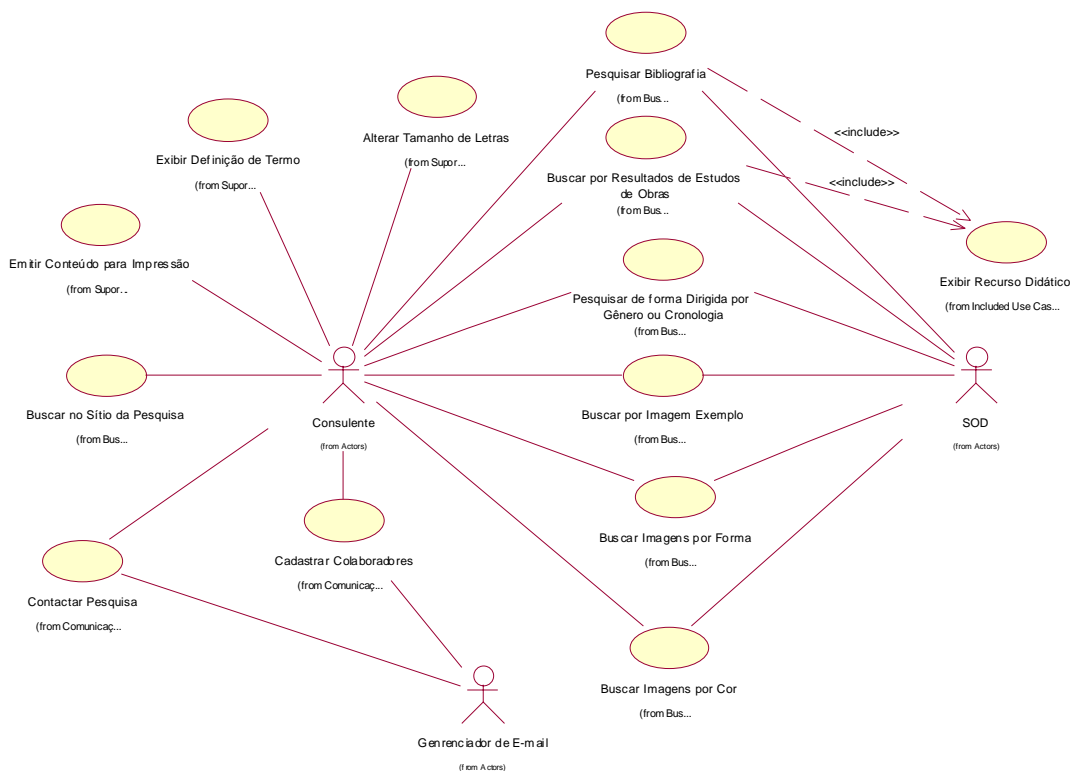 Pesquisar Bibliografia
(from Bus...
Alterar Tamanho de Letras
(from Supor...
Exibir Definição de Termo
(from Supor...
<<include>>
Buscar por Resultados de Estudos
de Obras
(from Bus...
<<include>>
Emitir Conteúdo para Impressão
(from Supor...
Exibir Recurso Didático
(from Included Use Cas...
Pesquisar de forma Dirigida por
Gênero ou Cronologia
(from Bus...
Buscar no Sítio da Pesquisa
(from Bus...
Consulente
(from Actors)
Buscar por Imagem Exemplo
(from Bus...
SOD
(from Actors)
Buscar Imagens por Forma
(from Bus...
Cadastrar Colaboradores
(from Comunicaç...
Contactar Pesquisa
(from Comunicaç...
Buscar Imagens por Cor
(from Bus...
Genrenciador de E-mail
(from Actors)